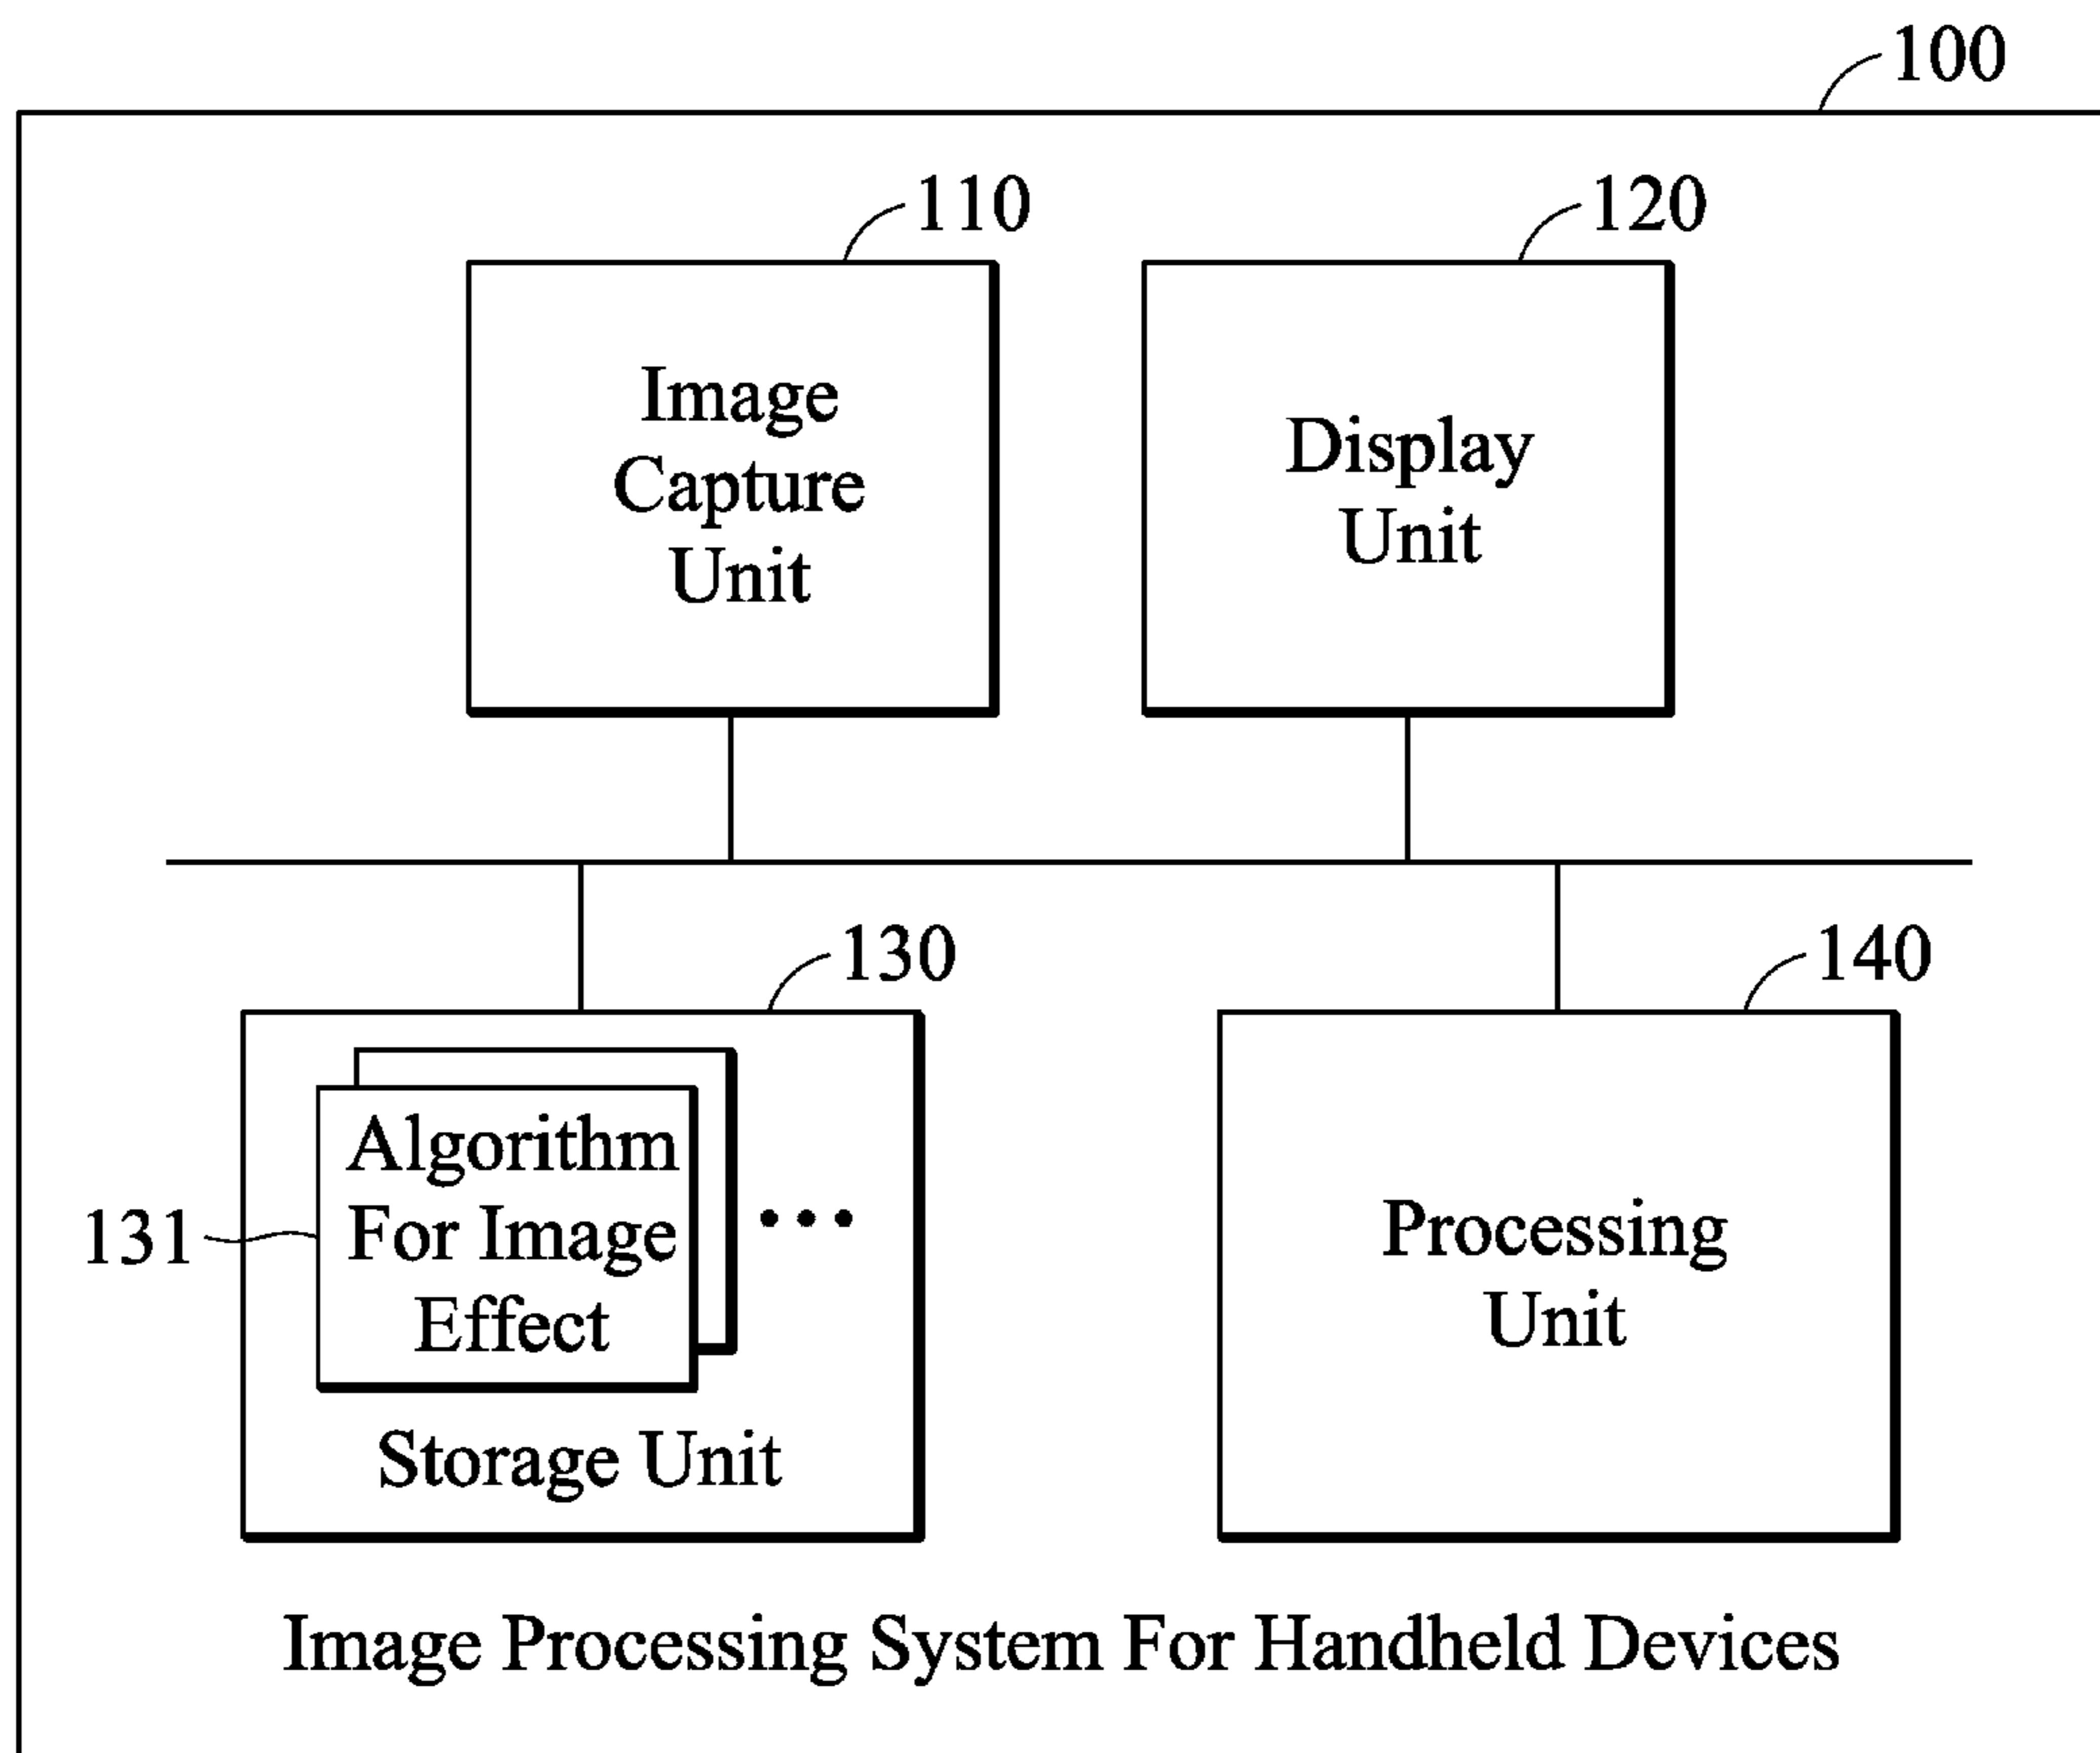 100
110
120
Image
Capture
Unit
Display
Unit
130
140
Algorithm
For Image
Effect
131
Storage Unit
Processing
Unit
Image Processing System For Handheld Devices